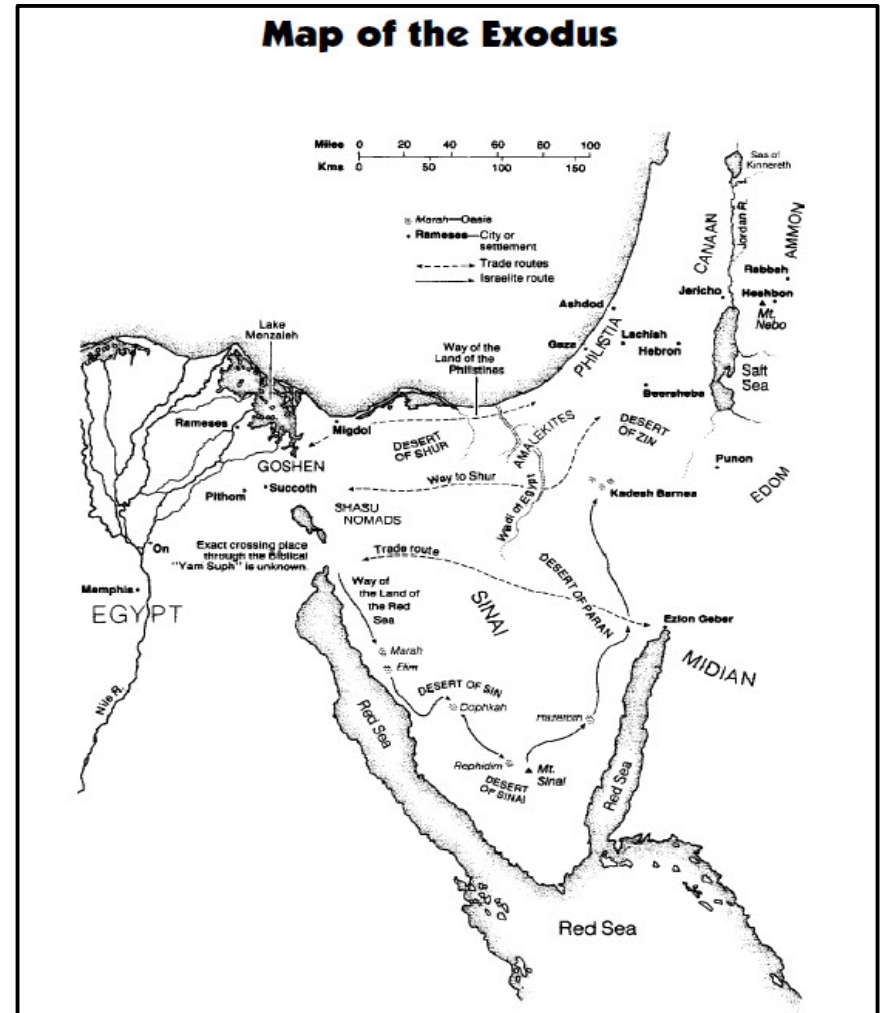 Map of the Exodus
Miles 0 20 40 60 80 100
Kms 0 50 100 150
Sea of
Kinnereth
Marah—Oasis
Rameses—City or
settlement
Trade routes
Israelite route
CANAAN
Jordan R.
AMMON
Rabbah
Jericho
Heshbon
Mt.
Nebo
Ashdod
Lachish
Gaza
PHILISTIA
Hebron
Salt
Sea
Beersheba
Lake
Menzaleh
Way of the
Land of the
Philistines
Rameses
Migdol
DESERT
OF SHUR
AMALEKITES
DESERT
OF ZIN
GOSHEN
Punon
EDOM
Pithom
Succoth
Way to Shur
Kadesh Barnea
SHASU
NOMADS
Wadi of Egypt
On
Exact crossing place
through the Biblical
"Yam Suph" is unknown.
Trade route
Memphis
EGYPT
Way of
the Land of
the Red
Sea
SINAI
DESERT OF PARAN
Ezion Geber
MIDIAN
Marah
Elim
Nile R.
DESERT OF SIN
Dophkah
Hazeroth
Red Sea
Rephidim
Mt.
Sinai
DESERT
OF SINAI
Red Sea
Red Sea